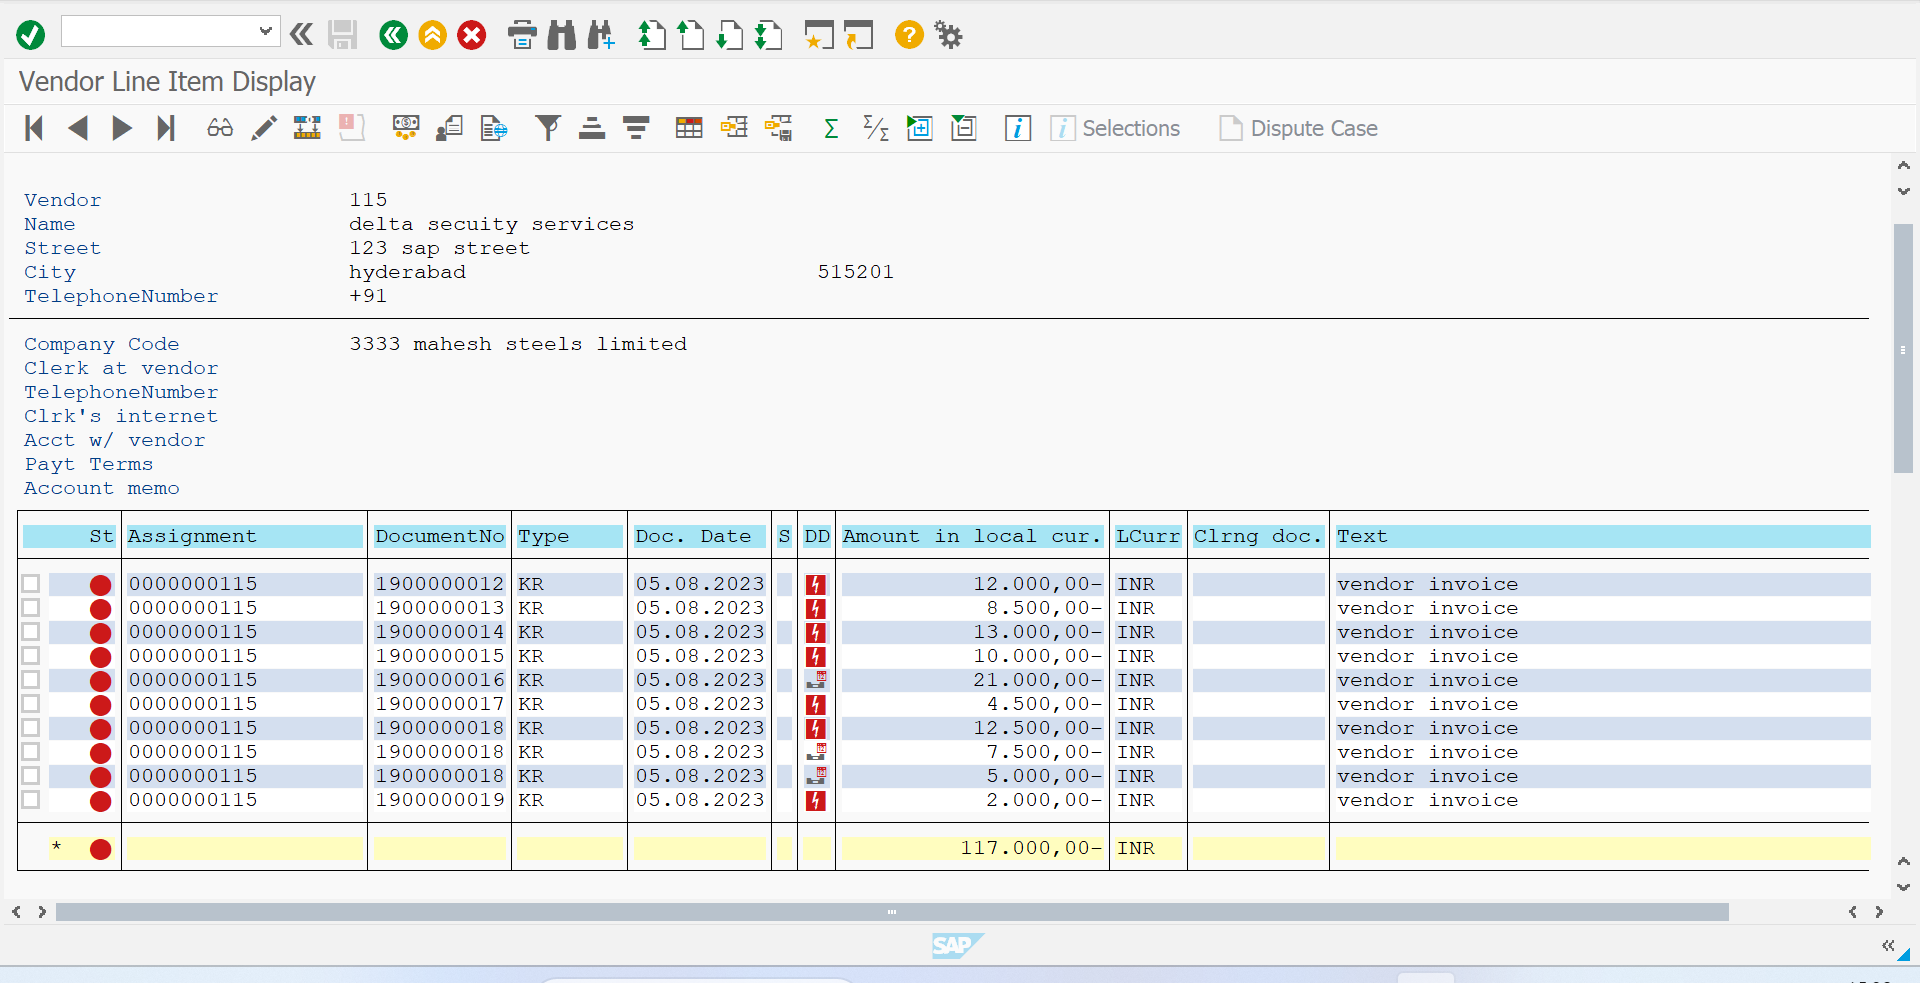 Vendor Line Item Display
Selections Dispute Case
Vendor 115
Name delta secuity services
Street 123 sap street
City hyderabad 515201
TelephoneNumber +91
Company Code 3333 mahesh steels limited
Clerk at vendor
TelephoneNumber
Clrk's internet
Acct w/ vendor
Payt Terms
Account memo
St Assignment DocumentNo Type Doc. Date S DD Amount in local cur. LCurr Clrng doc. Text
0000000115 1900000012 KR 05.08.2023 12.000,00- INR vendor invoice
0000000115 1900000013 KR 05.08.2023 8.500,00- INR vendor invoice
0000000115 1900000014 KR 05.08.2023 13.000,00- INR vendor invoice
0000000115 1900000015 KR 05.08.2023 10.000,00- INR vendor invoice
0000000115 1900000016 KR 05.08.2023 21.000,00- INR vendor invoice
0000000115 1900000017 KR 05.08.2023 4.500,00- INR vendor invoice
0000000115 1900000018 KR 05.08.2023 12.500,00- INR vendor invoice
0000000115 1900000018 KR 05.08.2023 7.500,00- INR vendor invoice
0000000115 1900000018 KR 05.08.2023 5.000,00- INR vendor invoice
0000000115 1900000019 KR 05.08.2023 2.000,00- INR vendor invoice
* 117.000,00- INR
SAP